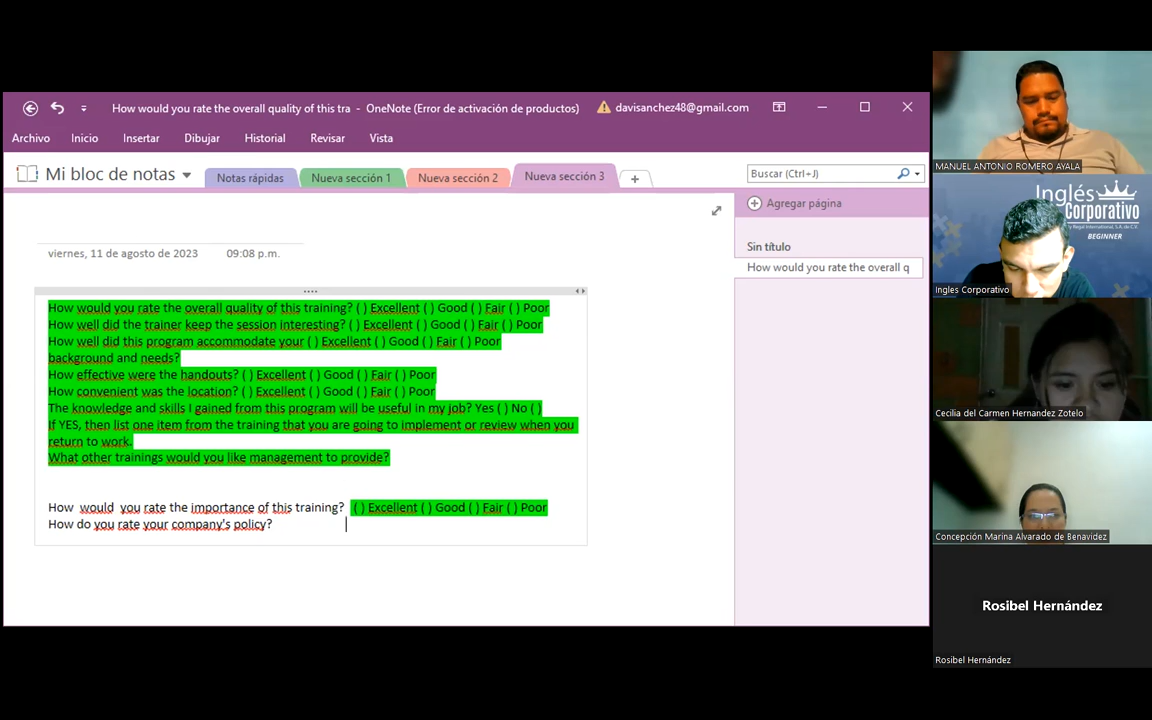 How would you rate the overall quality of this tra - OneNote (Error de activación de productos)
davisanchez48@gmail.com
Archivo Inicio Insertar Dibujar Historial Revisar Vista
Mi bloc de notas
Notas rápidas
Nueva sección 1
Nueva sección 2
Nueva sección 3
Buscar (Ctrl+J)
Agregar página
Sin título
How would you rate the overall q
viernes, 11 de agosto de 2023 09:08 p.m.
How would you rate the overall quality of this training? ( ) Excellent ( ) Good ( ) Fair ( ) Poor
How well did the trainer keep the session interesting? ( ) Excellent ( ) Good ( ) Fair ( ) Poor
How well did this program accommodate your ( ) Excellent ( ) Good ( ) Fair ( ) Poor
background and needs?
How effective were the handouts? ( ) Excellent ( ) Good ( ) Fair ( ) Poor
How convenient was the location? ( ) Excellent ( ) Good ( ) Fair ( ) Poor
The knowledge and skills I gained from this program will be useful in my job? Yes ( ) No ( )
If YES, then list one item from the training that you are going to implement or review when you
return to work.
What other trainings would you like management to provide?
How would you rate the importance of this training? ( ) Excellent ( ) Good ( ) Fair ( ) Poor
How do you rate your company's policy?
MANUEL ANTONIO ROMERO AYALA
Inglés
Corporativo
BEGINNER
Ingles Corporativo
Cecilia del Carmen Hernandez Zotelo
Concepción Marina Alvarado de Benavidez
Rosibel Hernández
Rosibel Hernández